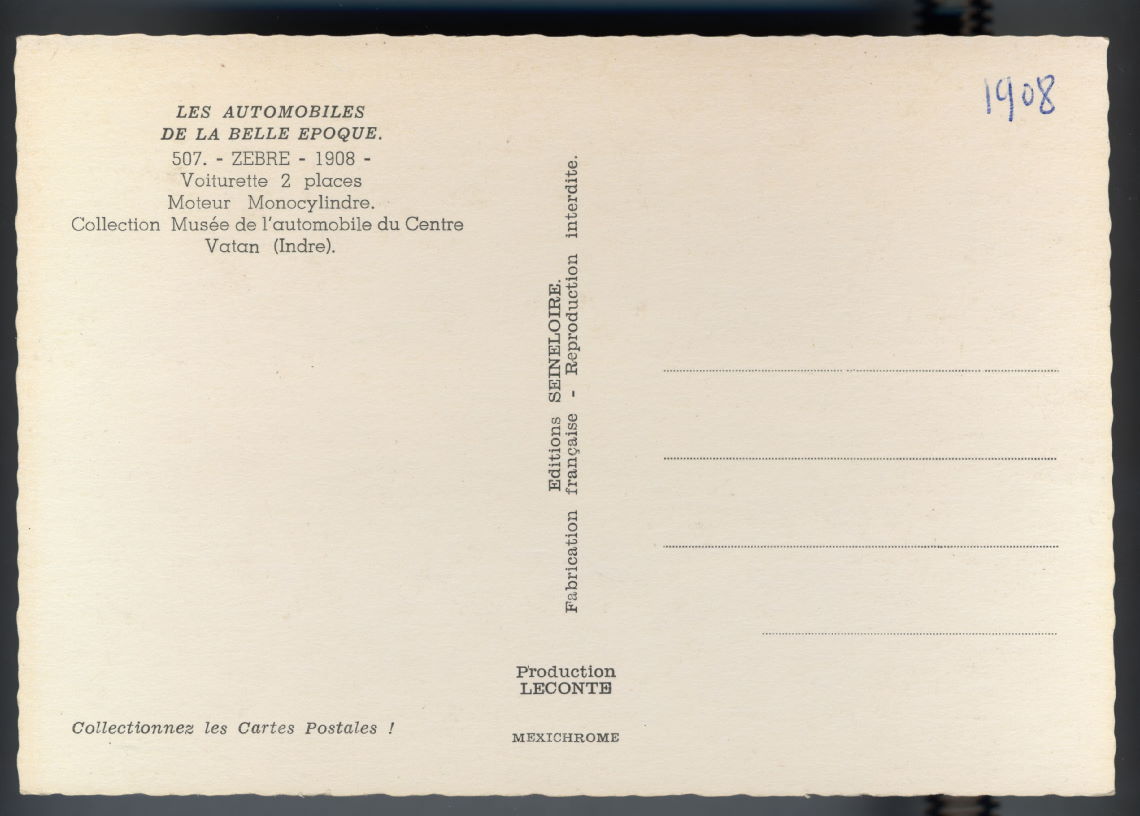 LES AUTOMOBILES
DE LA BELLE EPOQUE.
507. - ZEBRE - 1908 -
Voiturette 2 places
Moteur Monocylindre.
Collection Musée de l'automobile du Centre
Vatan (Indre).
Collectionnez les Cartes Postales !
Editions SEINELOIRE.
Fabrication française - Reproduction interdite.
Production
LECONTE
MEXICHROME
1908